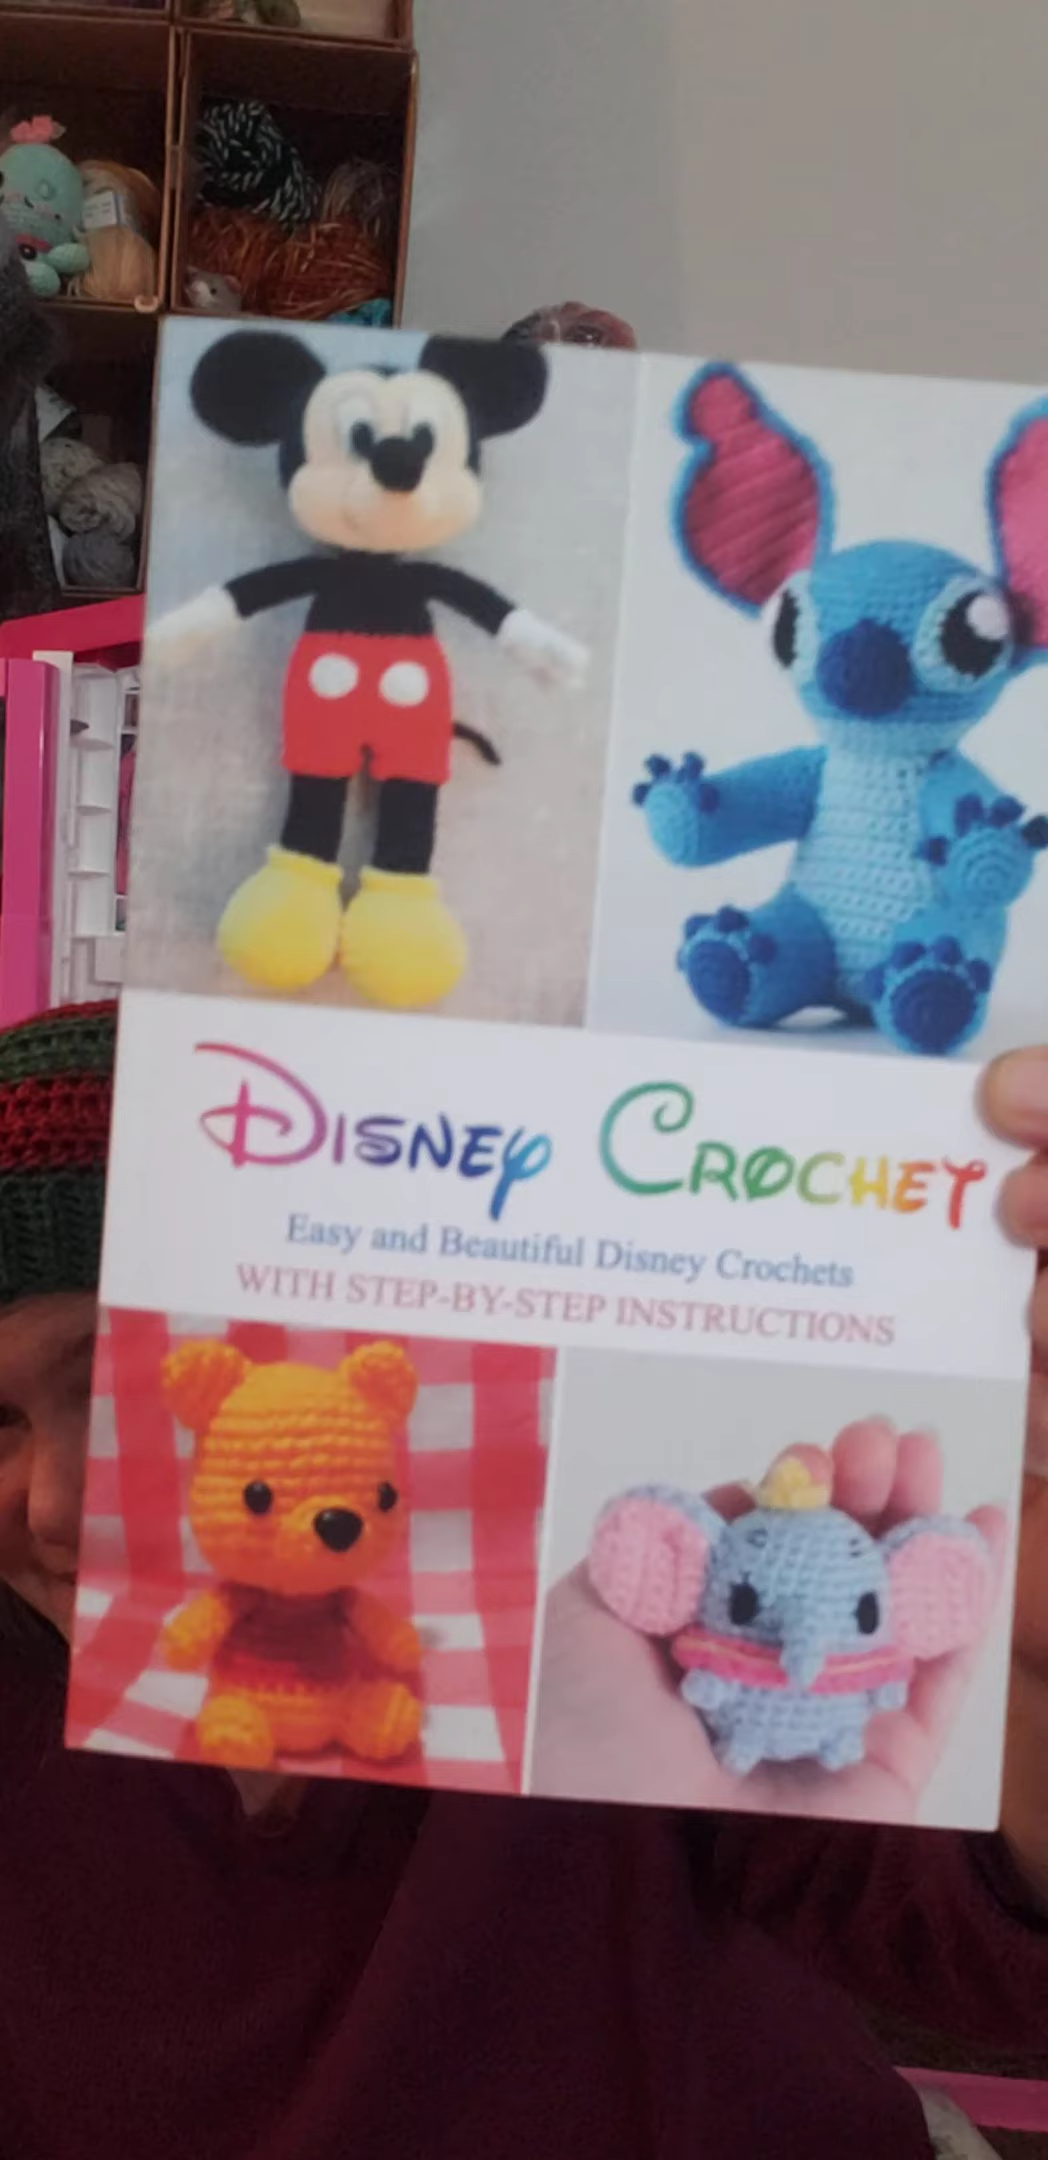 DISNEY CROCHET
Easy and Beautiful Disney Crochets
WITH STEP-BY-STEP INSTRUCTIONS